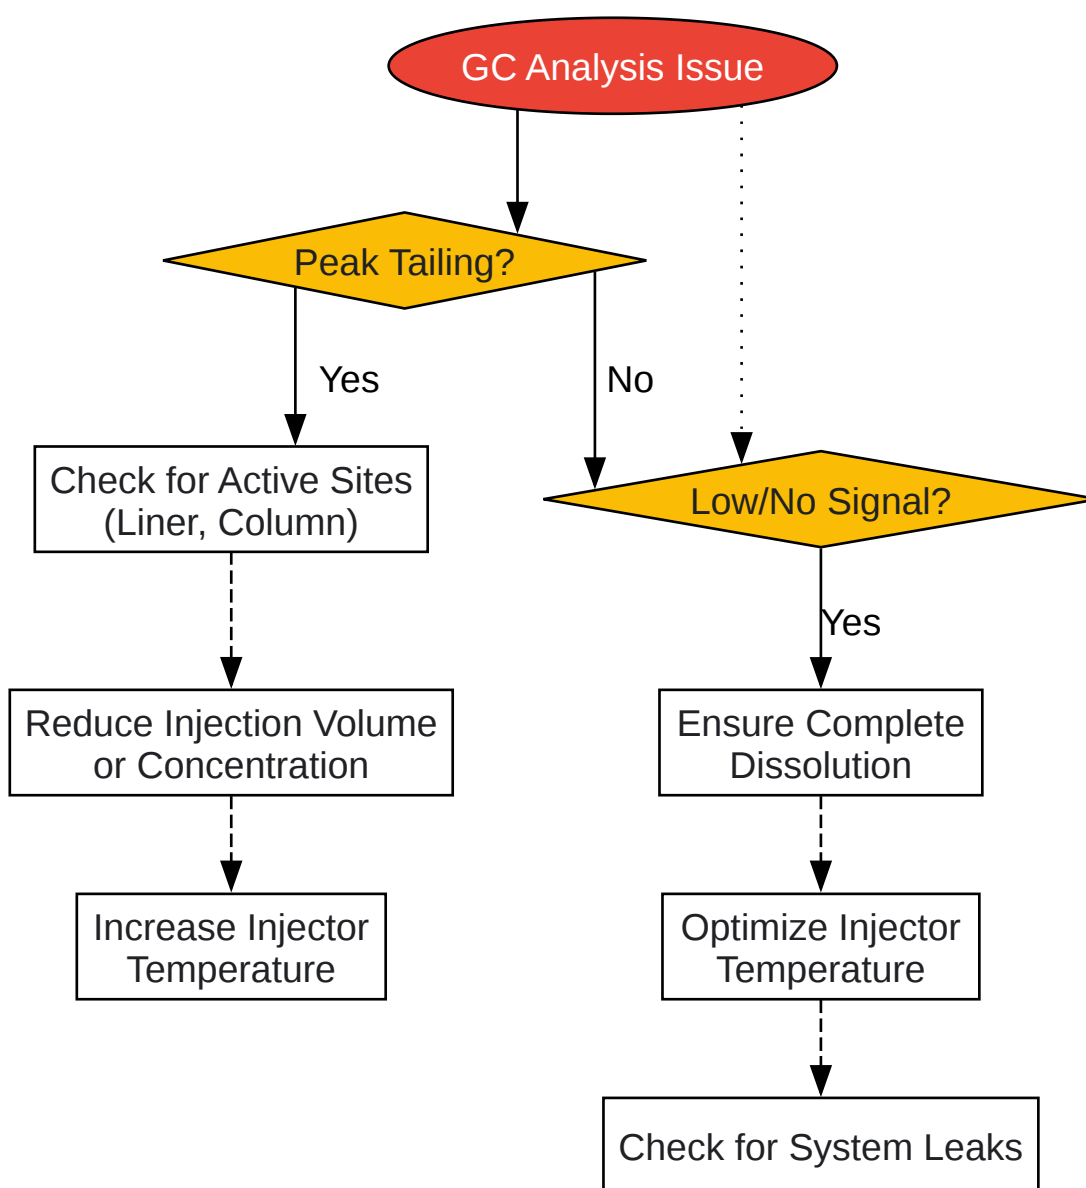 GC Analysis Issue
Peak Tailing?
Yes
No
Check for Active Sites
(Liner, Column)
Low/No Signal?
Yes
Reduce Injection Volume
or Concentration
Ensure Complete
Dissolution
Increase Injector
Temperature
Optimize Injector
Temperature
Check for System Leaks